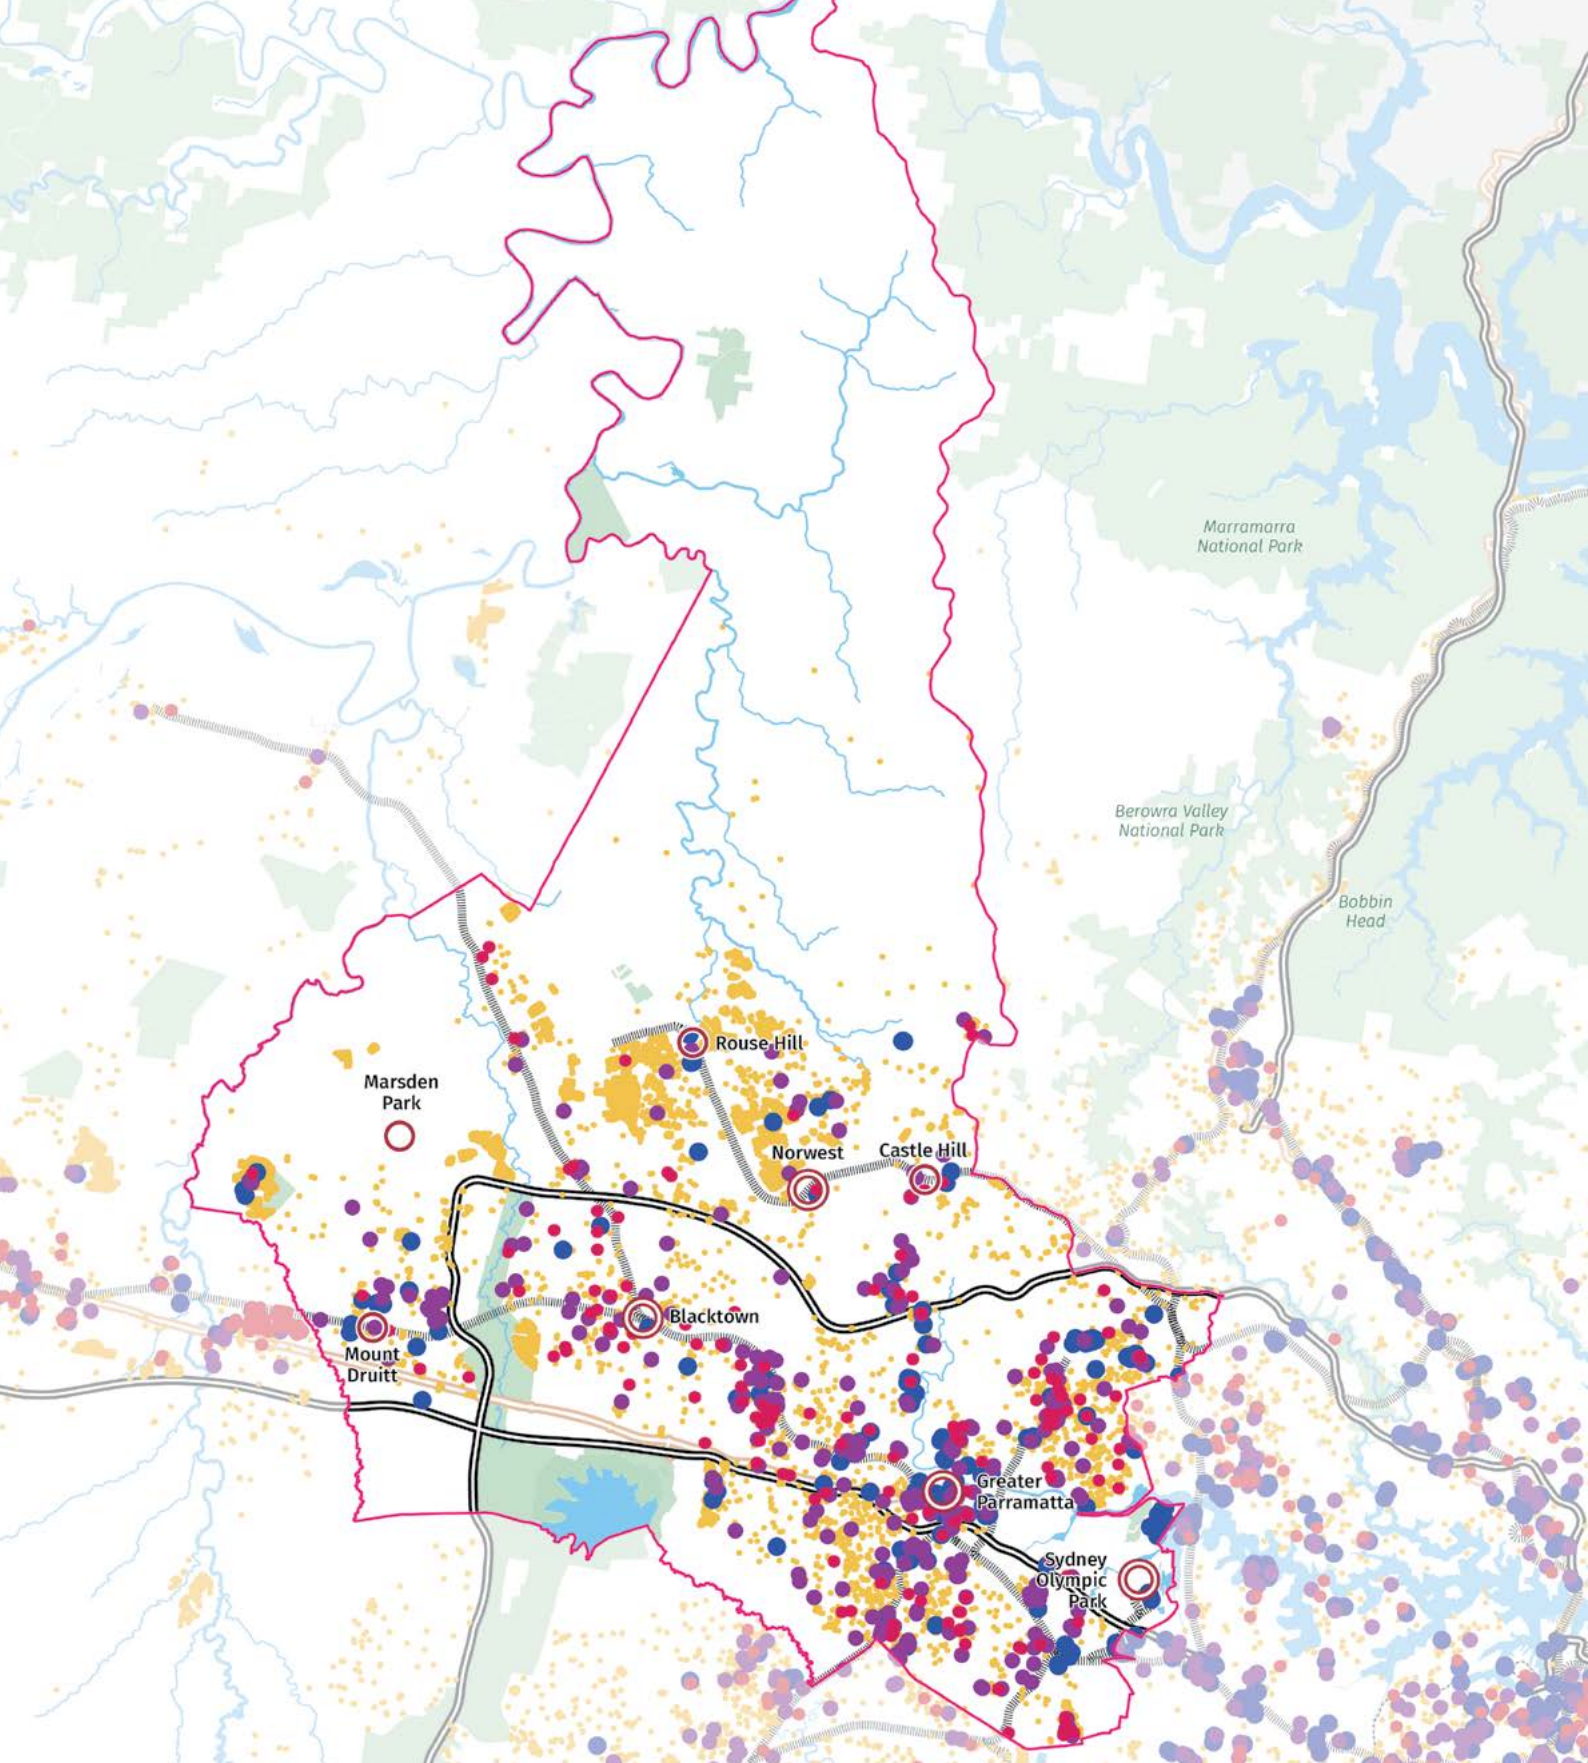 Marramarra
National Park
Berowra Valley
National Park
Bobbin
Head
Rouse Hill
Marsden
Park
Norwest
Castle Hill
Blacktown
Mount
Druitt
Greater
Parramatta
Sydney
Olympic
Park